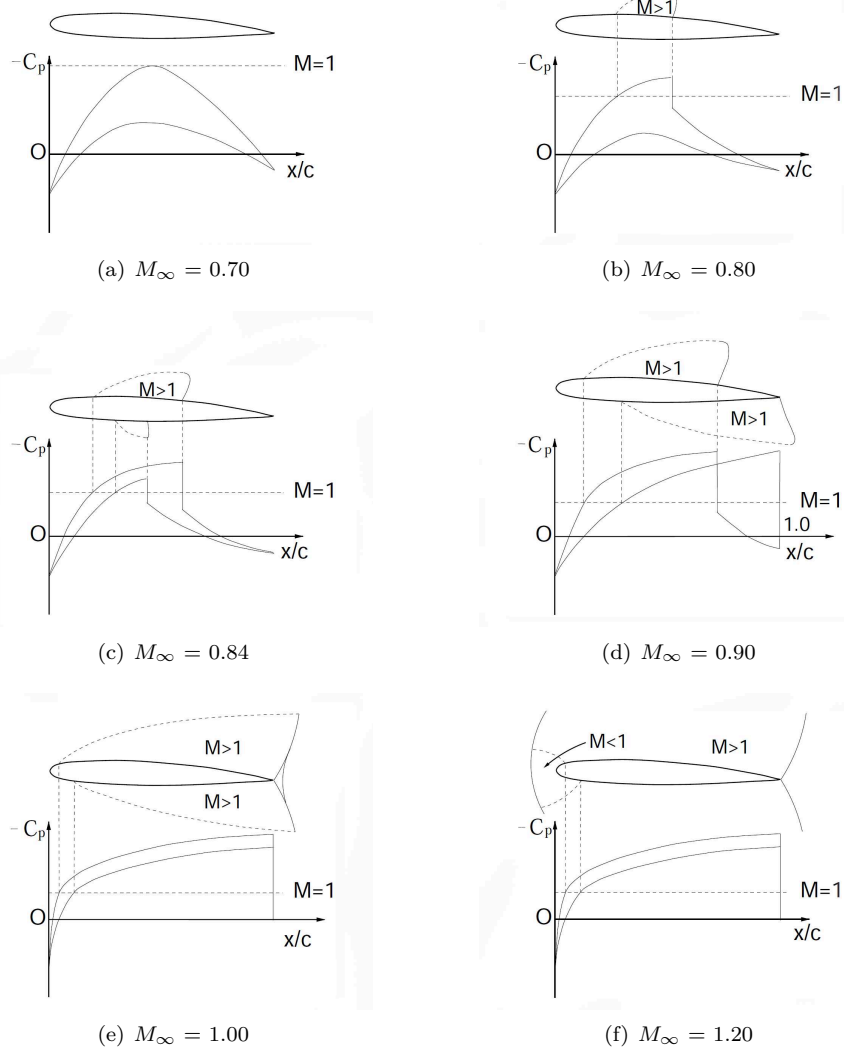 −Cp
M=1
O
x/c
(a) M∞ = 0.70
M>1
−Cp
M=1
O
x/c
(b) M∞ = 0.80
M>1
−Cp
M=1
O
x/c
(c) M∞ = 0.84
M>1
M>1
−Cp
M=1
1.0
O
x/c
(d) M∞ = 0.90
M>1
M>1
−Cp
M=1
O
x/c
(e) M∞ = 1.00
M<1
M>1
−Cp
M=1
O
x/c
(f) M∞ = 1.20